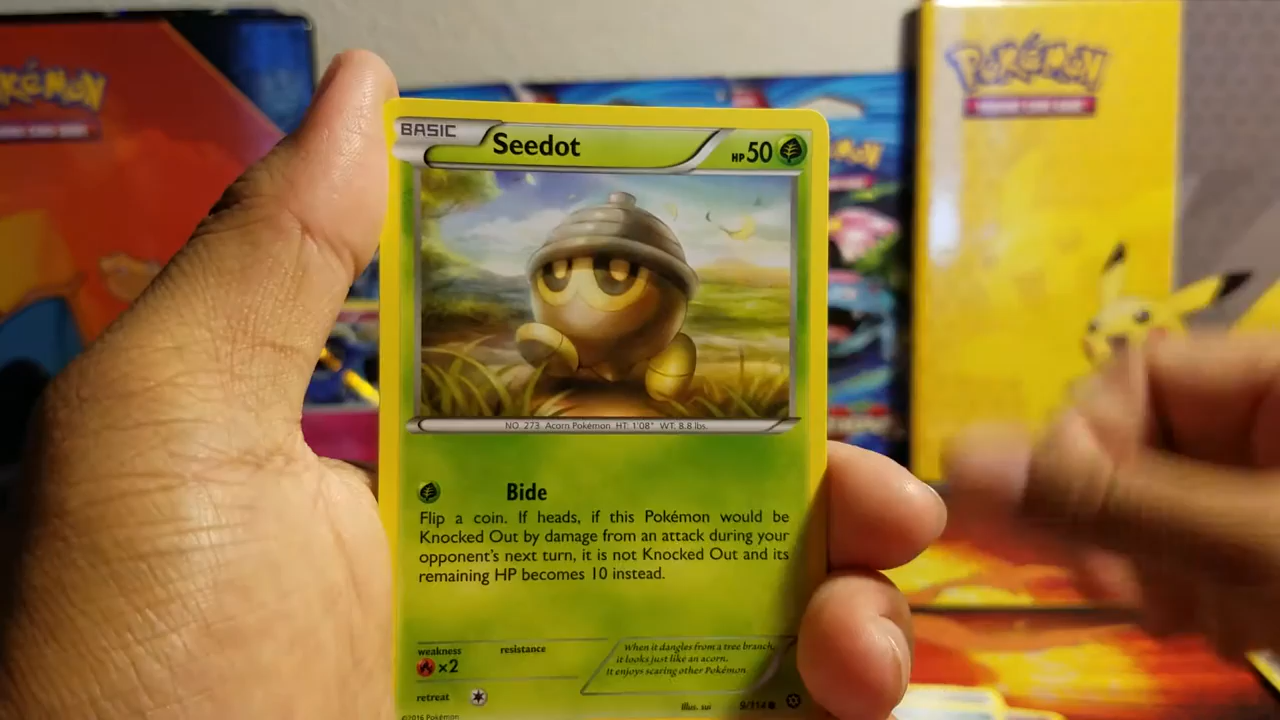 POKÉMON
POKÉMON
BASIC
Seedot
HP 50
NO. 273 Acorn Pokémon HT: 1'08" WT: 8.8 lbs.
Bide
Flip a coin. If heads, if this Pokémon would be
Knocked Out by damage from an attack during your
opponent's next turn, it is not Knocked Out and its
remaining HP becomes 10 instead.
weakness
resistance
×2
When it dangles from a tree branch,
it looks just like an acorn.
It enjoys scaring other Pokémon
retreat
Illus. sui
9/114
©2016 Pokémon